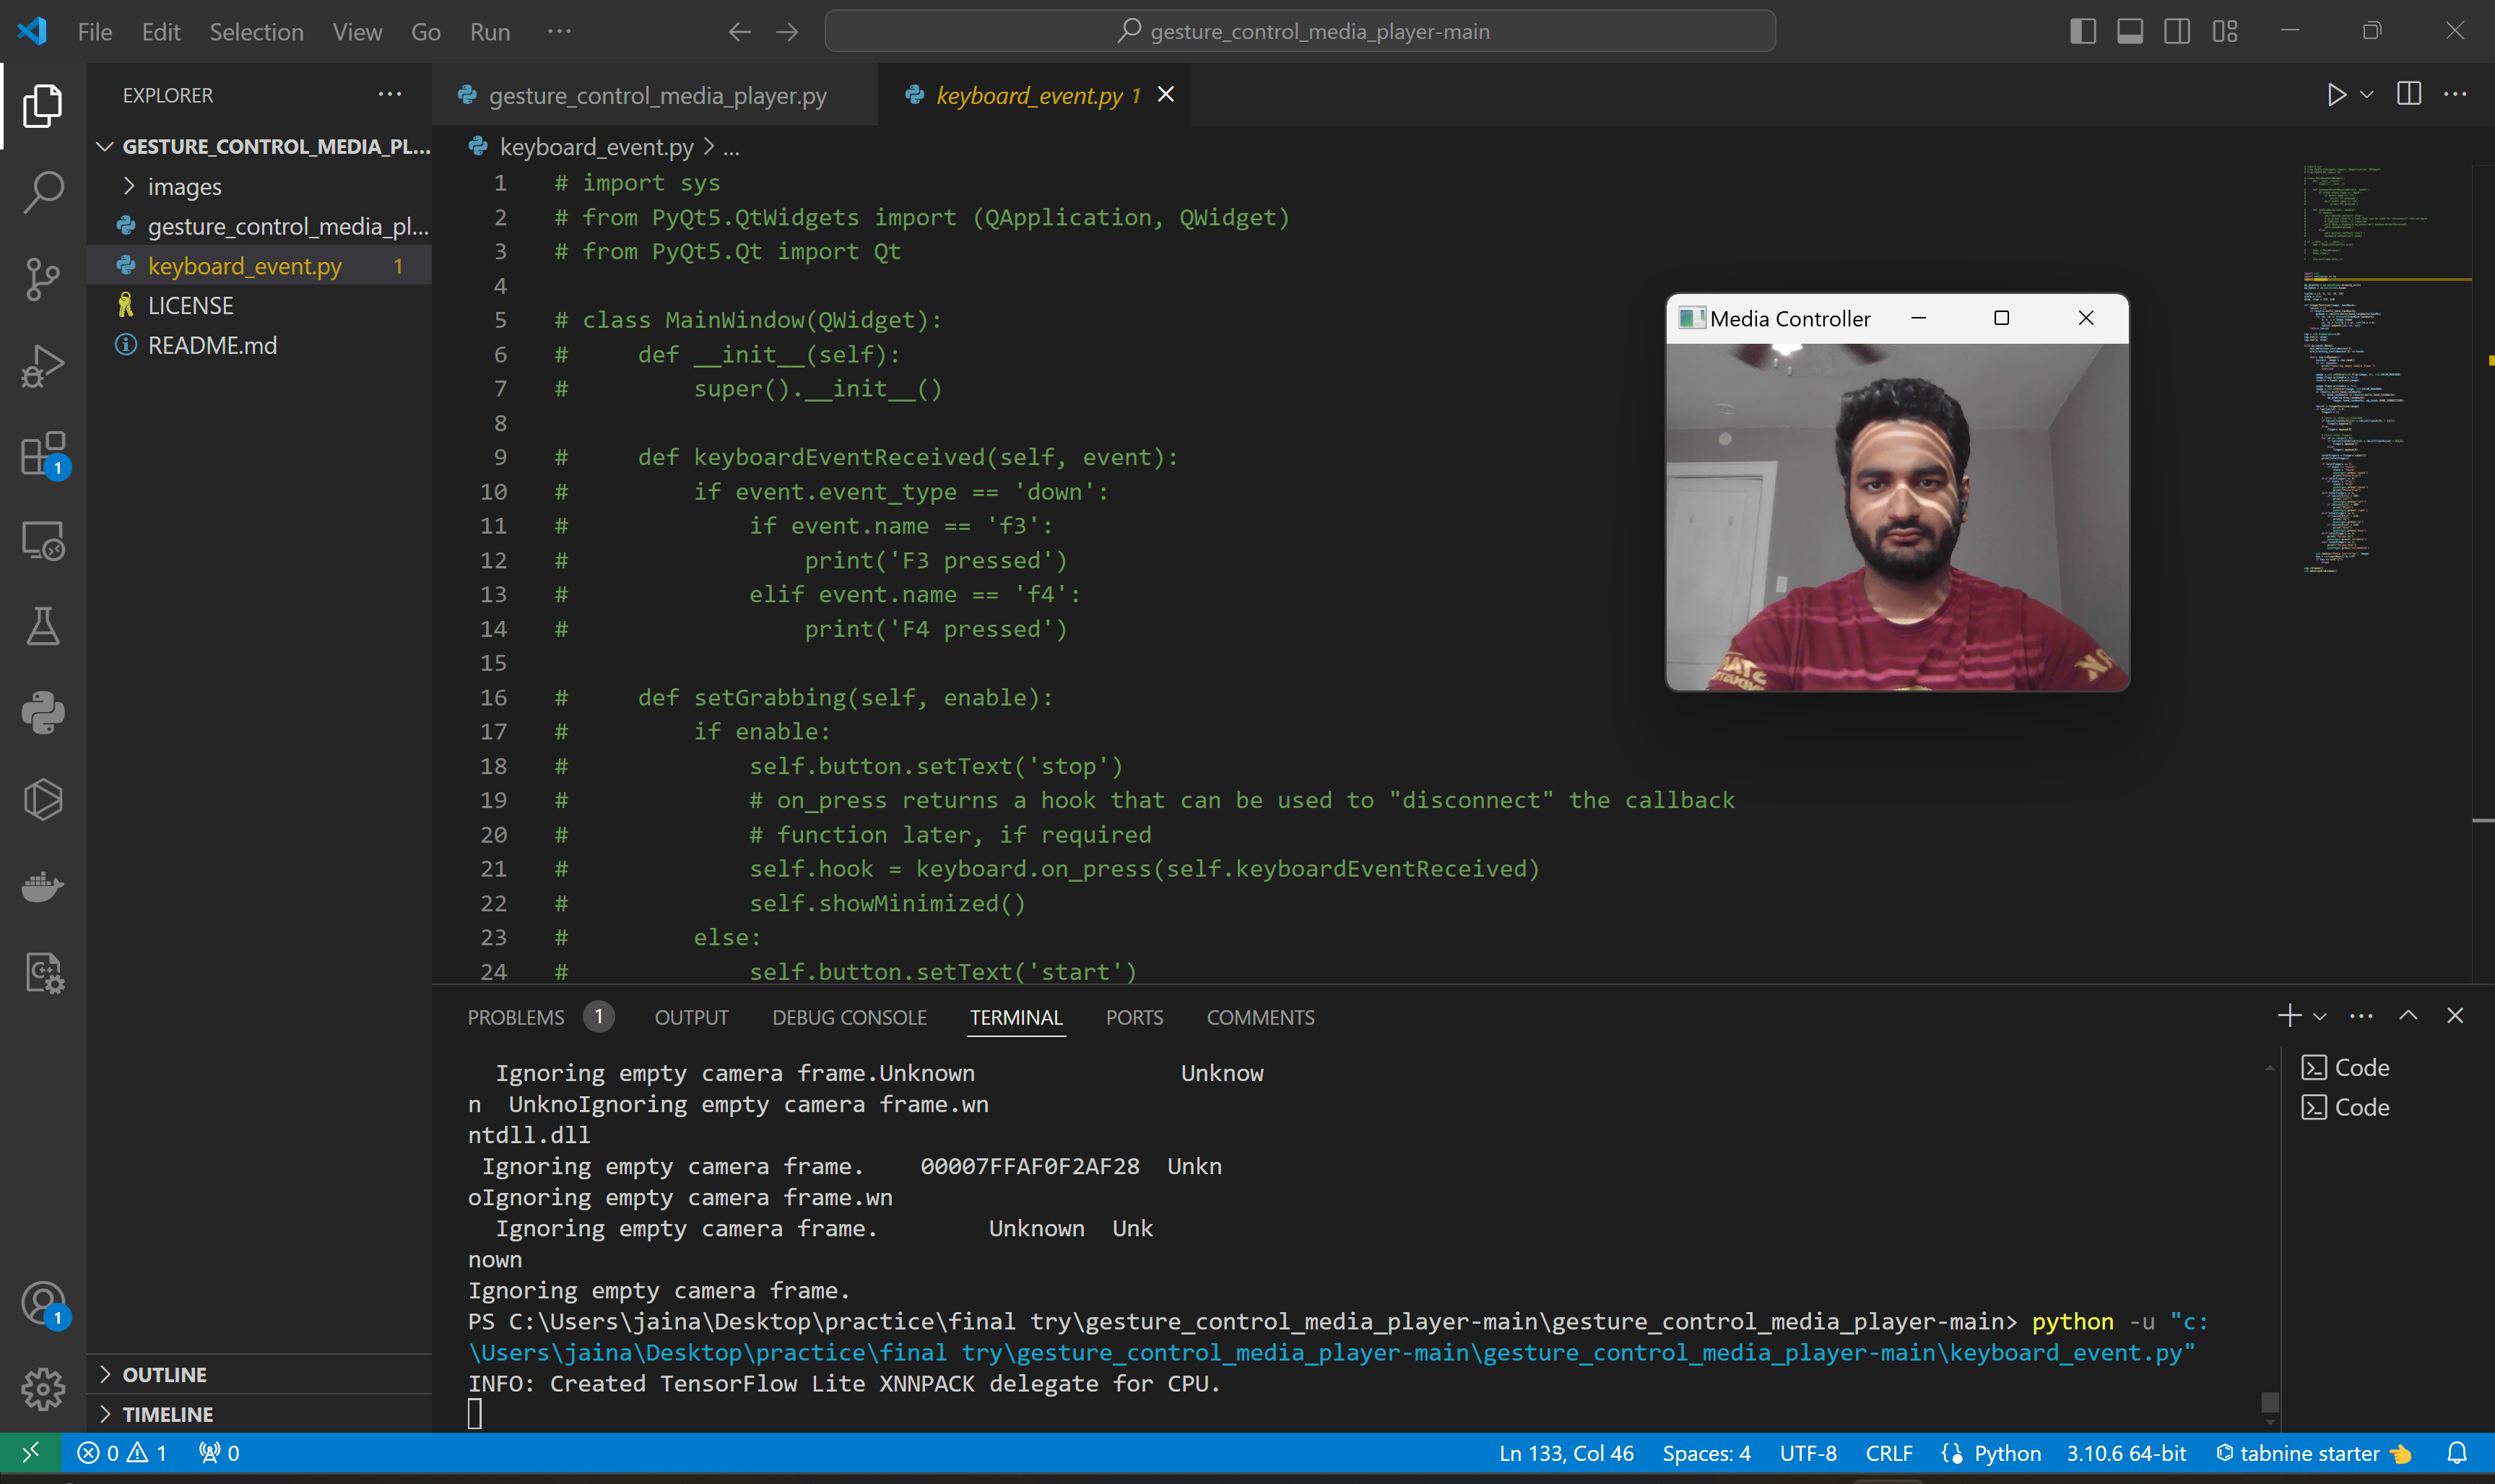 File Edit Selection View Go Run ···
gesture_control_media_player-main
EXPLORER
GESTURE_CONTROL_MEDIA_PL...
images
gesture_control_media_pl...
keyboard_event.py 1
LICENSE
README.md
OUTLINE
TIMELINE
gesture_control_media_player.py
keyboard_event.py 1
keyboard_event.py > ...
1 # import sys
2 # from PyQt5.QtWidgets import (QApplication, QWidget)
3 # from PyQt5.Qt import Qt
4
5 # class MainWindow(QWidget):
6 #     def __init__(self):
7 #         super().__init__()
8
9 #     def keyboardEventReceived(self, event):
10 #         if event.event_type == 'down':
11 #             if event.name == 'f3':
12 #                 print('F3 pressed')
13 #             elif event.name == 'f4':
14 #                 print('F4 pressed')
15
16 #     def setGrabbing(self, enable):
17 #         if enable:
18 #             self.button.setText('stop')
19 #             # on_press returns a hook that can be used to "disconnect" the callback
20 #             # function later, if required
21 #             self.hook = keyboard.on_press(self.keyboardEventReceived)
22 #             self.showMinimized()
23 #         else:
24 #             self.button.setText('start')
Media Controller
PROBLEMS 1 OUTPUT DEBUG CONSOLE TERMINAL PORTS COMMENTS
Ignoring empty camera frame.Unknown Unknow
n UnknoIgnoring empty camera frame.wn
ntdll.dll
Ignoring empty camera frame. 00007FFAF0F2AF28 Unkn
oIgnoring empty camera frame.wn
Ignoring empty camera frame. Unknown Unk
nown
Ignoring empty camera frame.
PS C:\Users\jaina\Desktop\practice\final try\gesture_control_media_player-main\gesture_control_media_player-main> python -u "c:
\Users\jaina\Desktop\practice\final try\gesture_control_media_player-main\gesture_control_media_player-main\keyboard_event.py"
INFO: Created TensorFlow Lite XNNPACK delegate for CPU.
Code
Code
1
1
0 1 0
Ln 133, Col 46 Spaces: 4 UTF-8 CRLF Python 3.10.6 64-bit tabnine starter